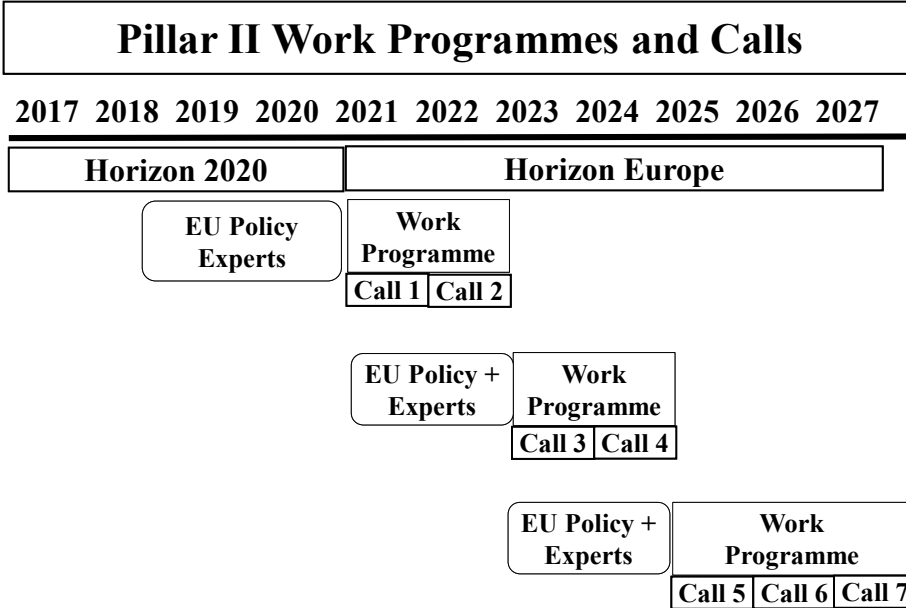 Pillar II Work Programmes and Calls
2017 2018 2019 2020 2021 2022 2023 2024 2025 2026 2027
Horizon 2020
Horizon Europe
EU Policy
Experts
Work
Programme
Call 1
Call 2
EU Policy +
Experts
Work
Programme
Call 3
Call 4
EU Policy +
Experts
Work
Programme
Call 5
Call 6
Call 7